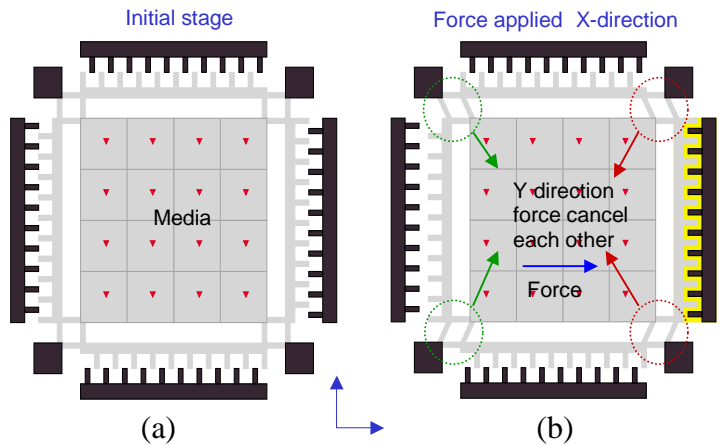 Initial stage
Force applied X-direction
Media
Y direction
force cancel
each other
Force
(a)
(b)